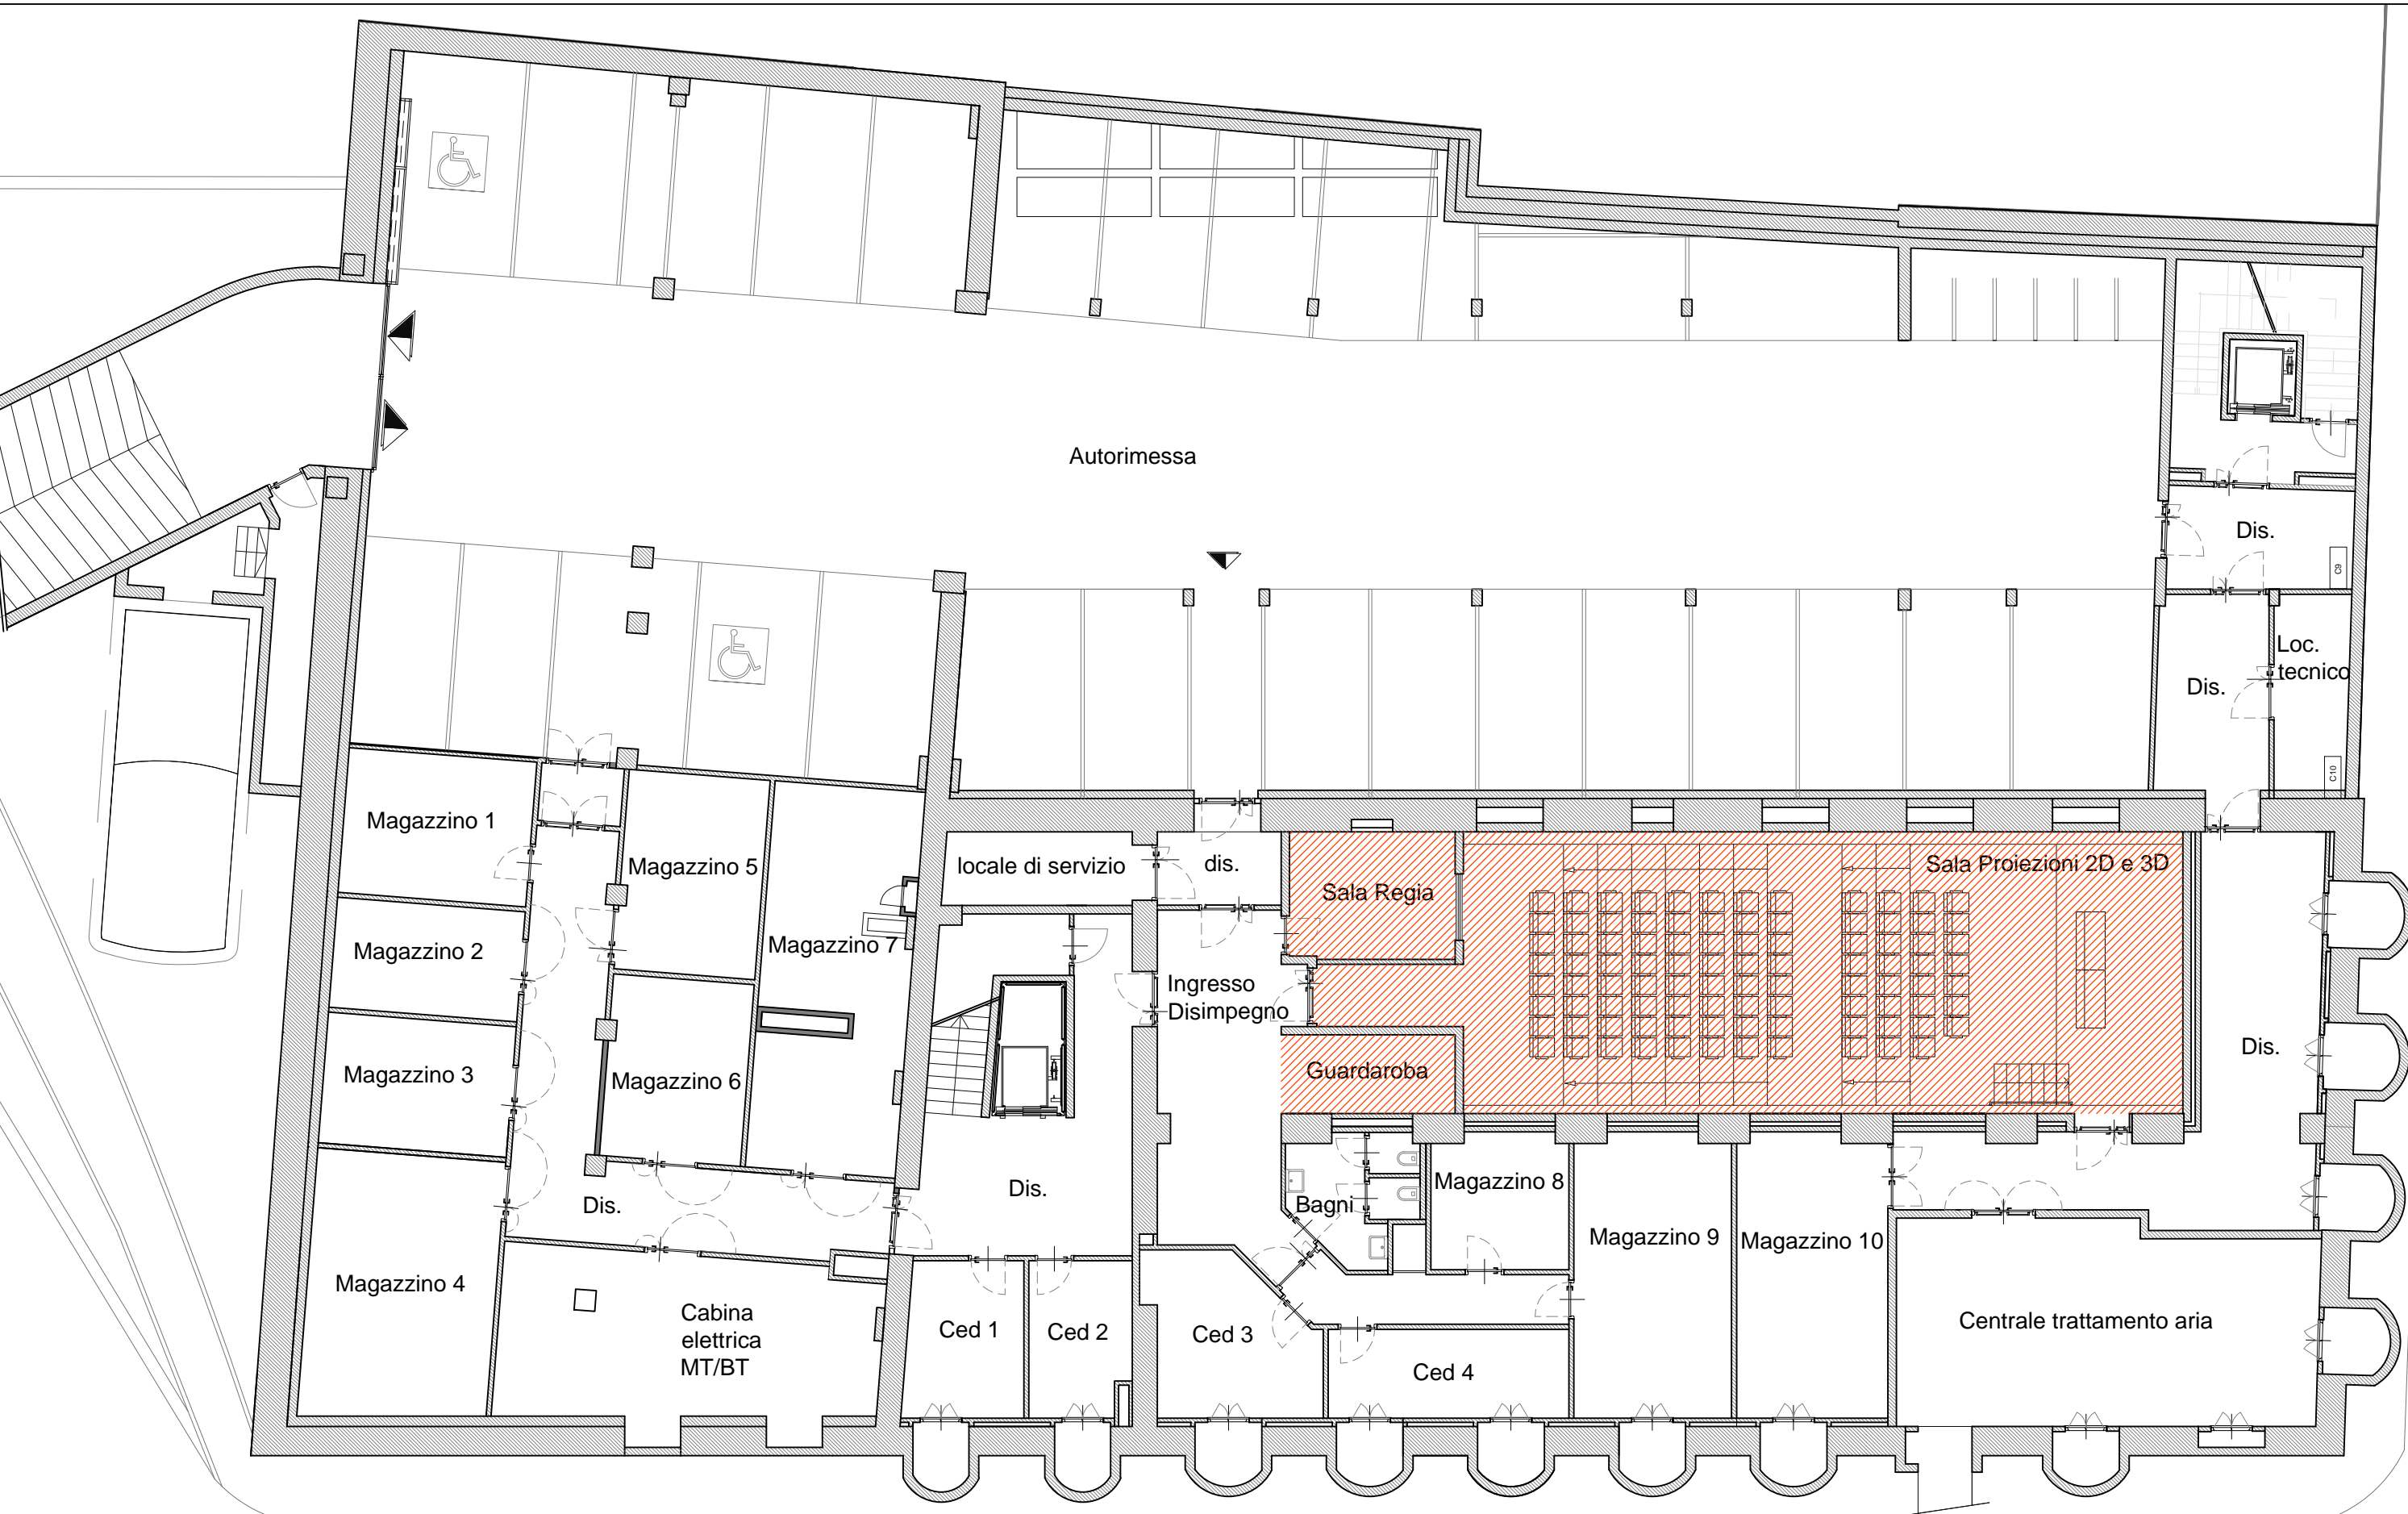 Autorimessa
Dis.
C9
Loc.
tecnico
Dis.
C10
Magazzino 1
Magazzino 5
locale di servizio
dis.
Sala Regia
Sala Proiezioni 2D e 3D
Magazzino 2
Magazzino 7
Ingresso
Disimpegno
Magazzino 3
Magazzino 6
Guardaroba
Dis.
Magazzino 8
Dis.
Dis.
Bagni
Magazzino 9
Magazzino 10
Magazzino 4
Cabina
elettrica
MT/BT
Ced 1
Ced 2
Ced 3
Ced 4
Centrale trattamento aria